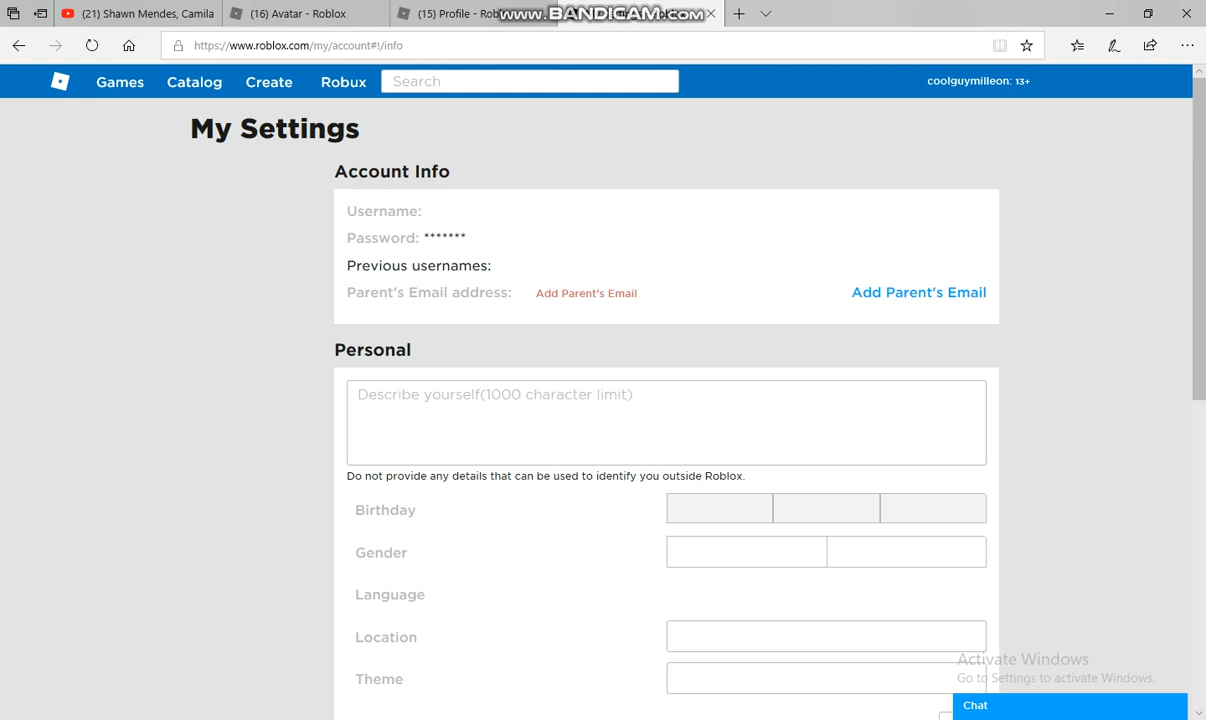 (21) Shawn Mendes, Camila
(16) Avatar - Roblox
(15) Profile - Ro
www.BANDICAM.com
https://www.roblox.com/my/account#!/info
Games
Catalog
Create
Robux
Search
coolguymilleon: 13+
My Settings
Account Info
Username:
Password: *******
Previous usernames:
Parent's Email address:
Add Parent's Email
Add Parent's Email
Personal
Describe yourself(1000 character limit)
Do not provide any details that can be used to identify you outside Roblox.
Birthday
Gender
Language
Location
Theme
Activate Windows
Go to Settings to activate Windows.
Chat